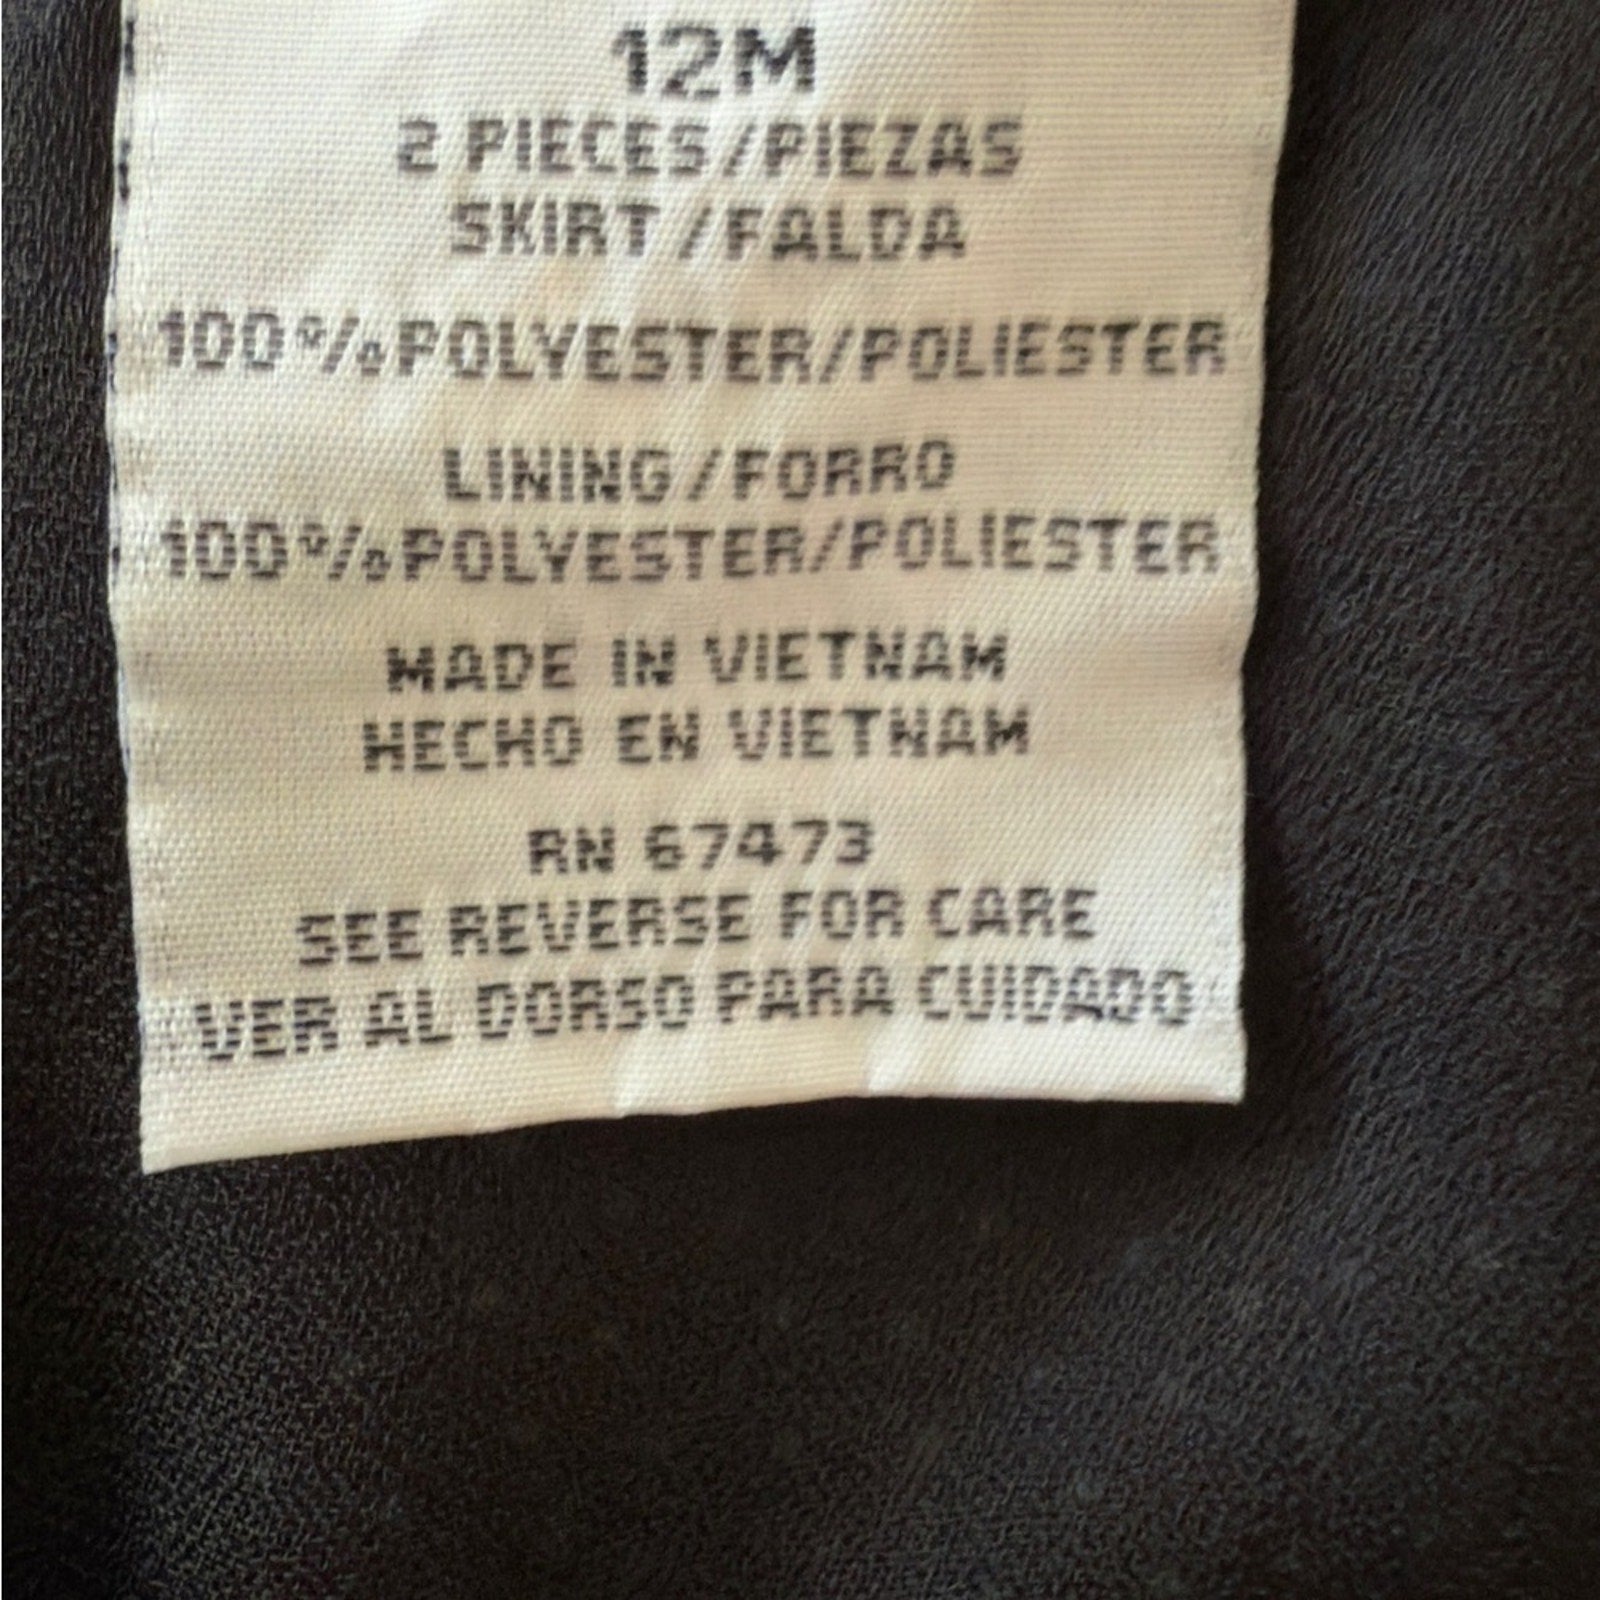 12M
2 PIECES/PIEZAS
SKIRT/FALDA
100%POLYESTER/POLIESTER
LINING/FORRO
100%POLYESTER/POLIESTER
MADE IN VIETNAM
HECHO EN VIETNAM
RN 67473
SEE REVERSE FOR CARE
VER AL DORSO PARA CUIDADO